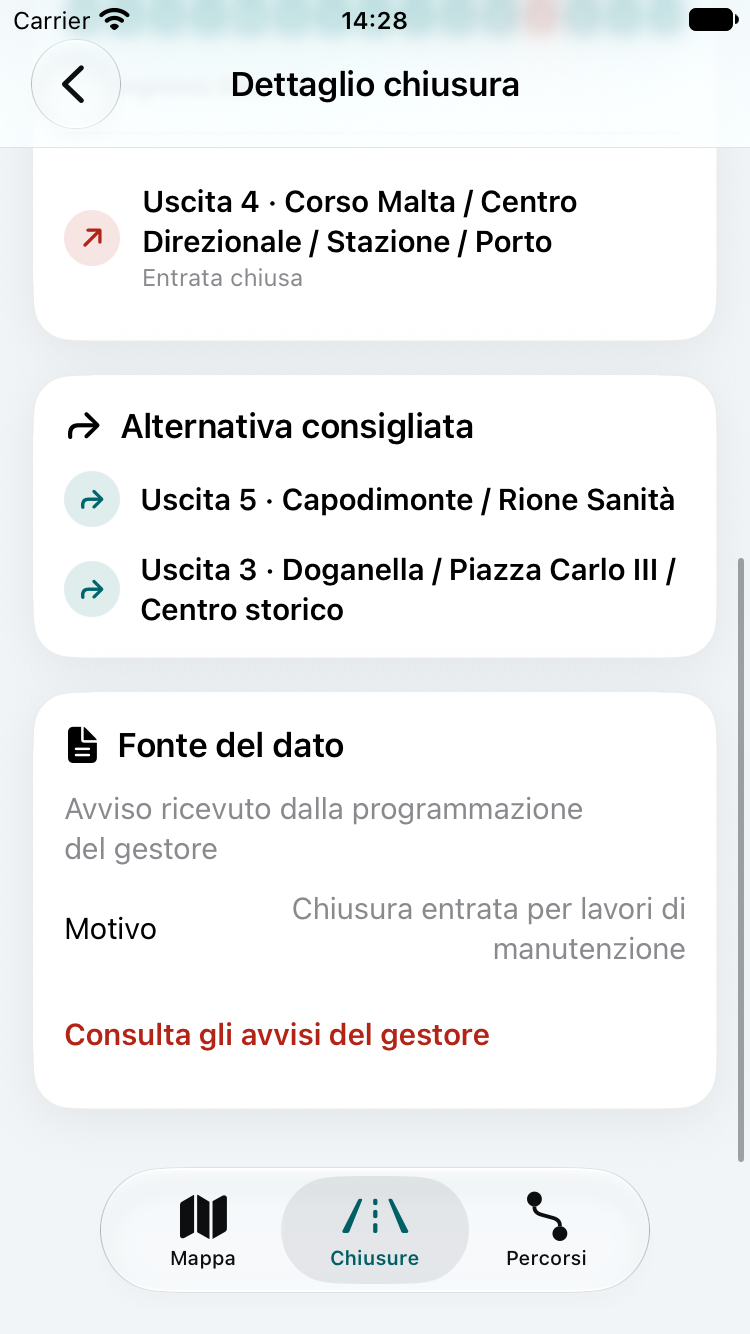 Carrier
14:28
Dettaglio chiusura
Uscita 4 · Corso Malta / Centro
Direzionale / Stazione / Porto
Entrata chiusa
Alternativa consigliata
Uscita 5 · Capodimonte / Rione Sanità
Uscita 3 · Doganella / Piazza Carlo III /
Centro storico
Fonte del dato
Avviso ricevuto dalla programmazione
del gestore
Motivo
Chiusura entrata per lavori di
manutenzione
Consulta gli avvisi del gestore
Mappa
Chiusure
Percorsi